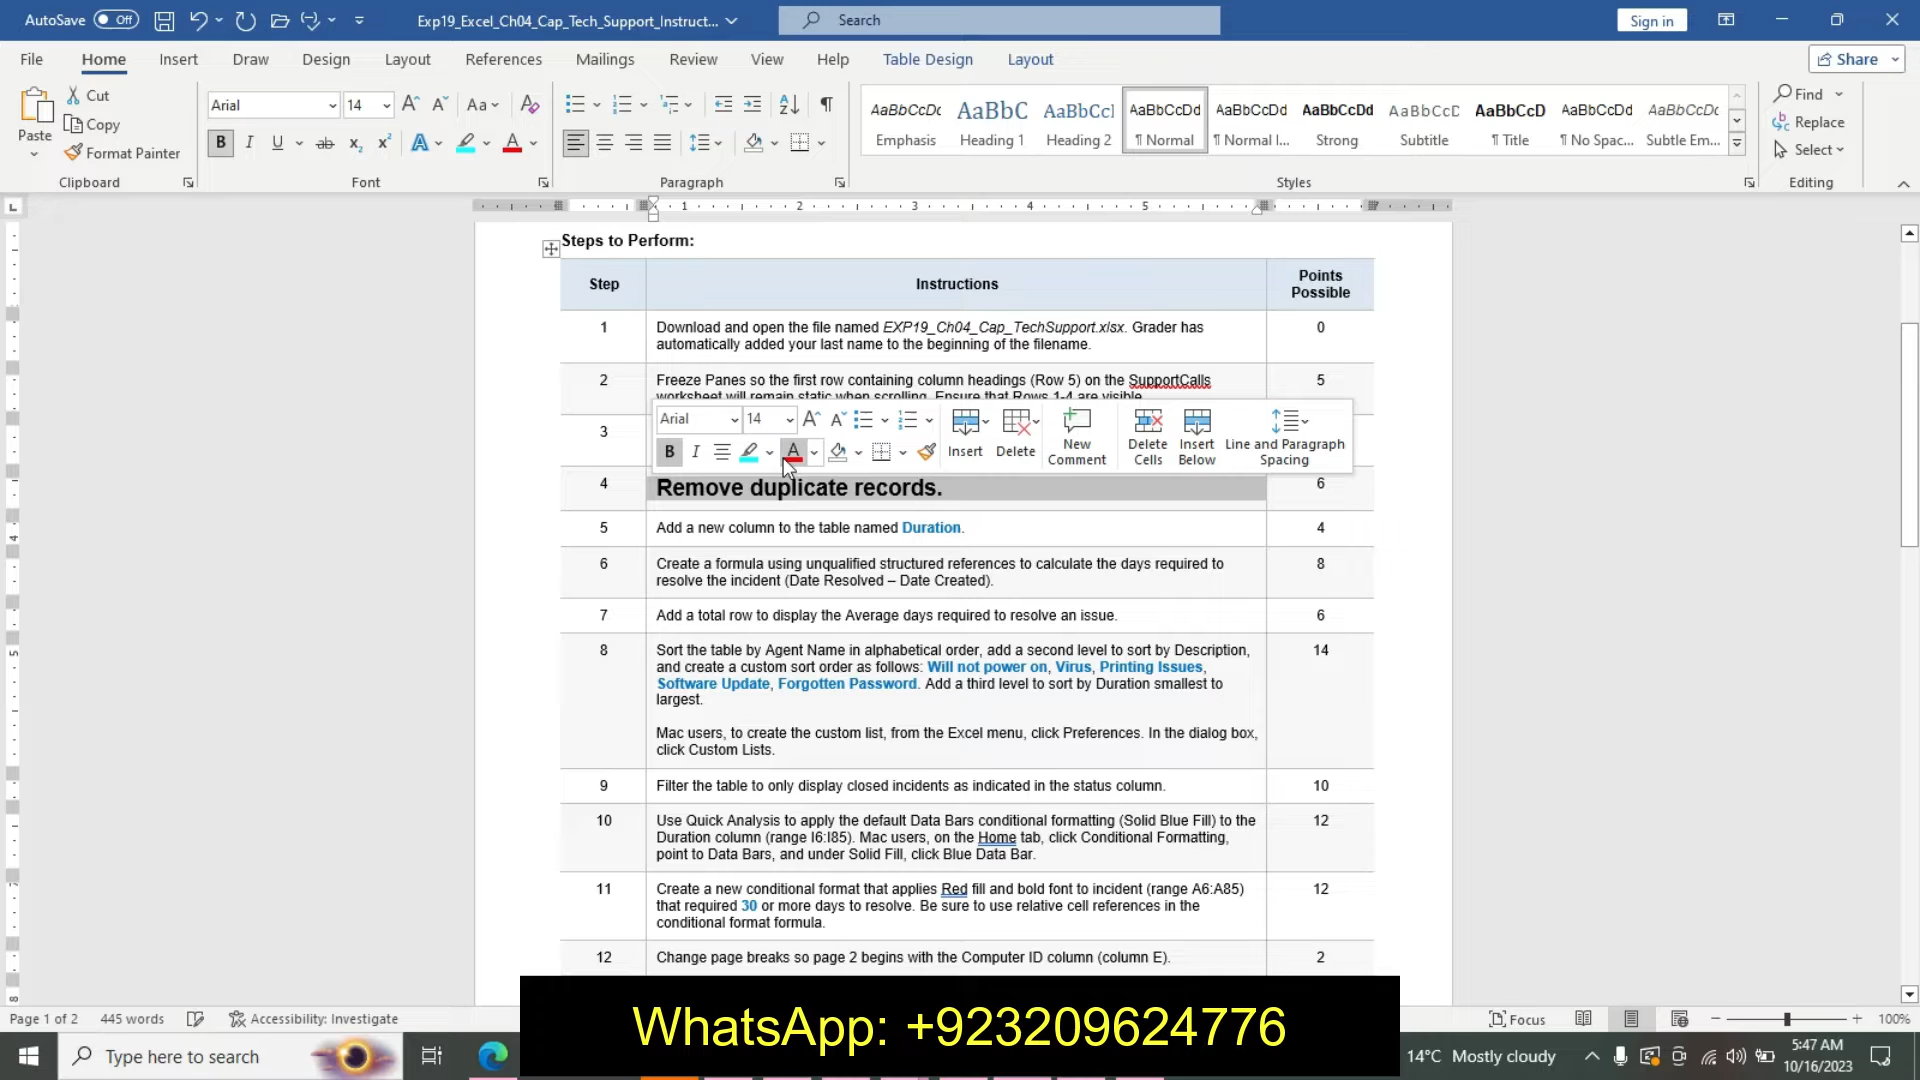 AutoSave Off
Exp19_Excel_Ch04_Cap_Tech_Support_Instruct...
Search
Sign in
File Home Insert Draw Design Layout References Mailings Review View Help Table Design Layout
Share
Paste
Cut
Copy
Format Painter
Clipboard
Arial 14
Font
Paragraph
AaBbCcDc AaBbC AaBbCcI AaBbCcDd AaBbCcDd AaBbCcDd AaBbCcD AaBbCcD AaBbCcDd AaBbCcDc
Emphasis Heading 1 Heading 2 ¶ Normal ¶ Normal I... Strong Subtitle ¶ Title ¶ No Spac... Subtle Em...
Styles
Find
Replace
Select
Editing
1 2 3 4 5
Steps to Perform:
Step Instructions Points Possible
1 Download and open the file named EXP19_Ch04_Cap_TechSupport.xlsx. Grader has 0
automatically added your last name to the beginning of the filename.
2 Freeze Panes so the first row containing column headings (Row 5) on the SupportCalls 5
worksheet will remain static when scrolling. Ensure that Rows 1-4 are visible.
3
Arial 14
Insert Delete New Comment Delete Cells Insert Below Line and Paragraph Spacing
4 Remove duplicate records. 6
5 Add a new column to the table named Duration. 4
6 Create a formula using unqualified structured references to calculate the days required to 8
resolve the incident (Date Resolved – Date Created).
7 Add a total row to display the Average days required to resolve an issue. 6
8 Sort the table by Agent Name in alphabetical order, add a second level to sort by Description, 14
and create a custom sort order as follows: Will not power on, Virus, Printing Issues,
Software Update, Forgotten Password. Add a third level to sort by Duration smallest to
largest.
Mac users, to create the custom list, from the Excel menu, click Preferences. In the dialog box,
click Custom Lists.
9 Filter the table to only display closed incidents as indicated in the status column. 10
10 Use Quick Analysis to apply the default Data Bars conditional formatting (Solid Blue Fill) to the 12
Duration column (range I6:I85). Mac users, on the Home tab, click Conditional Formatting,
point to Data Bars, and under Solid Fill, click Blue Data Bar.
11 Create a new conditional format that applies Red fill and bold font to incident (range A6:A85) 12
that required 30 or more days to resolve. Be sure to use relative cell references in the
conditional format formula.
12 Change page breaks so page 2 begins with the Computer ID column (column E). 2
WhatsApp: +923209624776
Page 1 of 2 445 words Accessibility: Investigate
Focus 100%
Type here to search
14°C Mostly cloudy
5:47 AM
10/16/2023